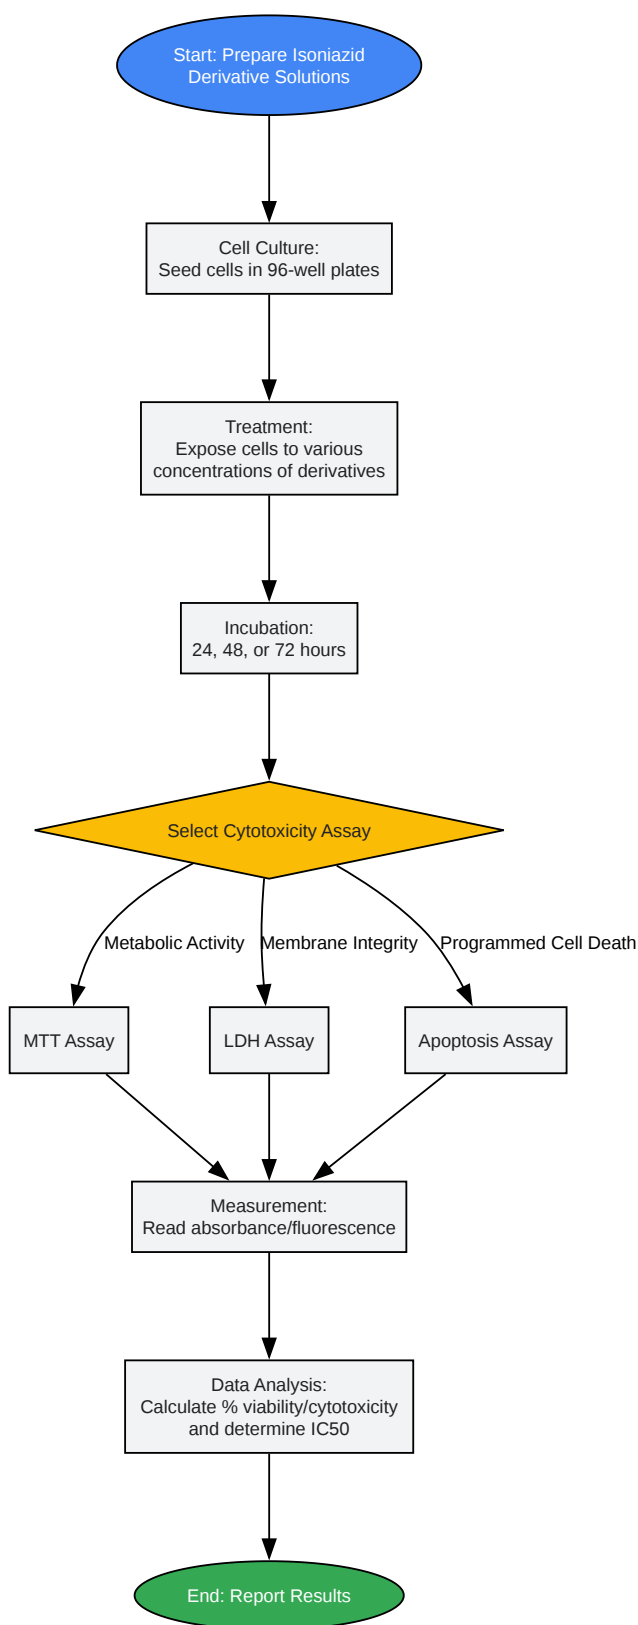 Start: Prepare Isoniazid
Derivative Solutions
Cell Culture:
Seed cells in 96-well plates
Treatment:
Expose cells to various
concentrations of derivatives
Incubation:
24, 48, or 72 hours
Select Cytotoxicity Assay
Metabolic Activity
Membrane Integrity
Programmed Cell Death
MTT Assay
LDH Assay
Apoptosis Assay
Measurement:
Read absorbance/fluorescence
Data Analysis:
Calculate % viability/cytotoxicity
and determine IC50
End: Report Results